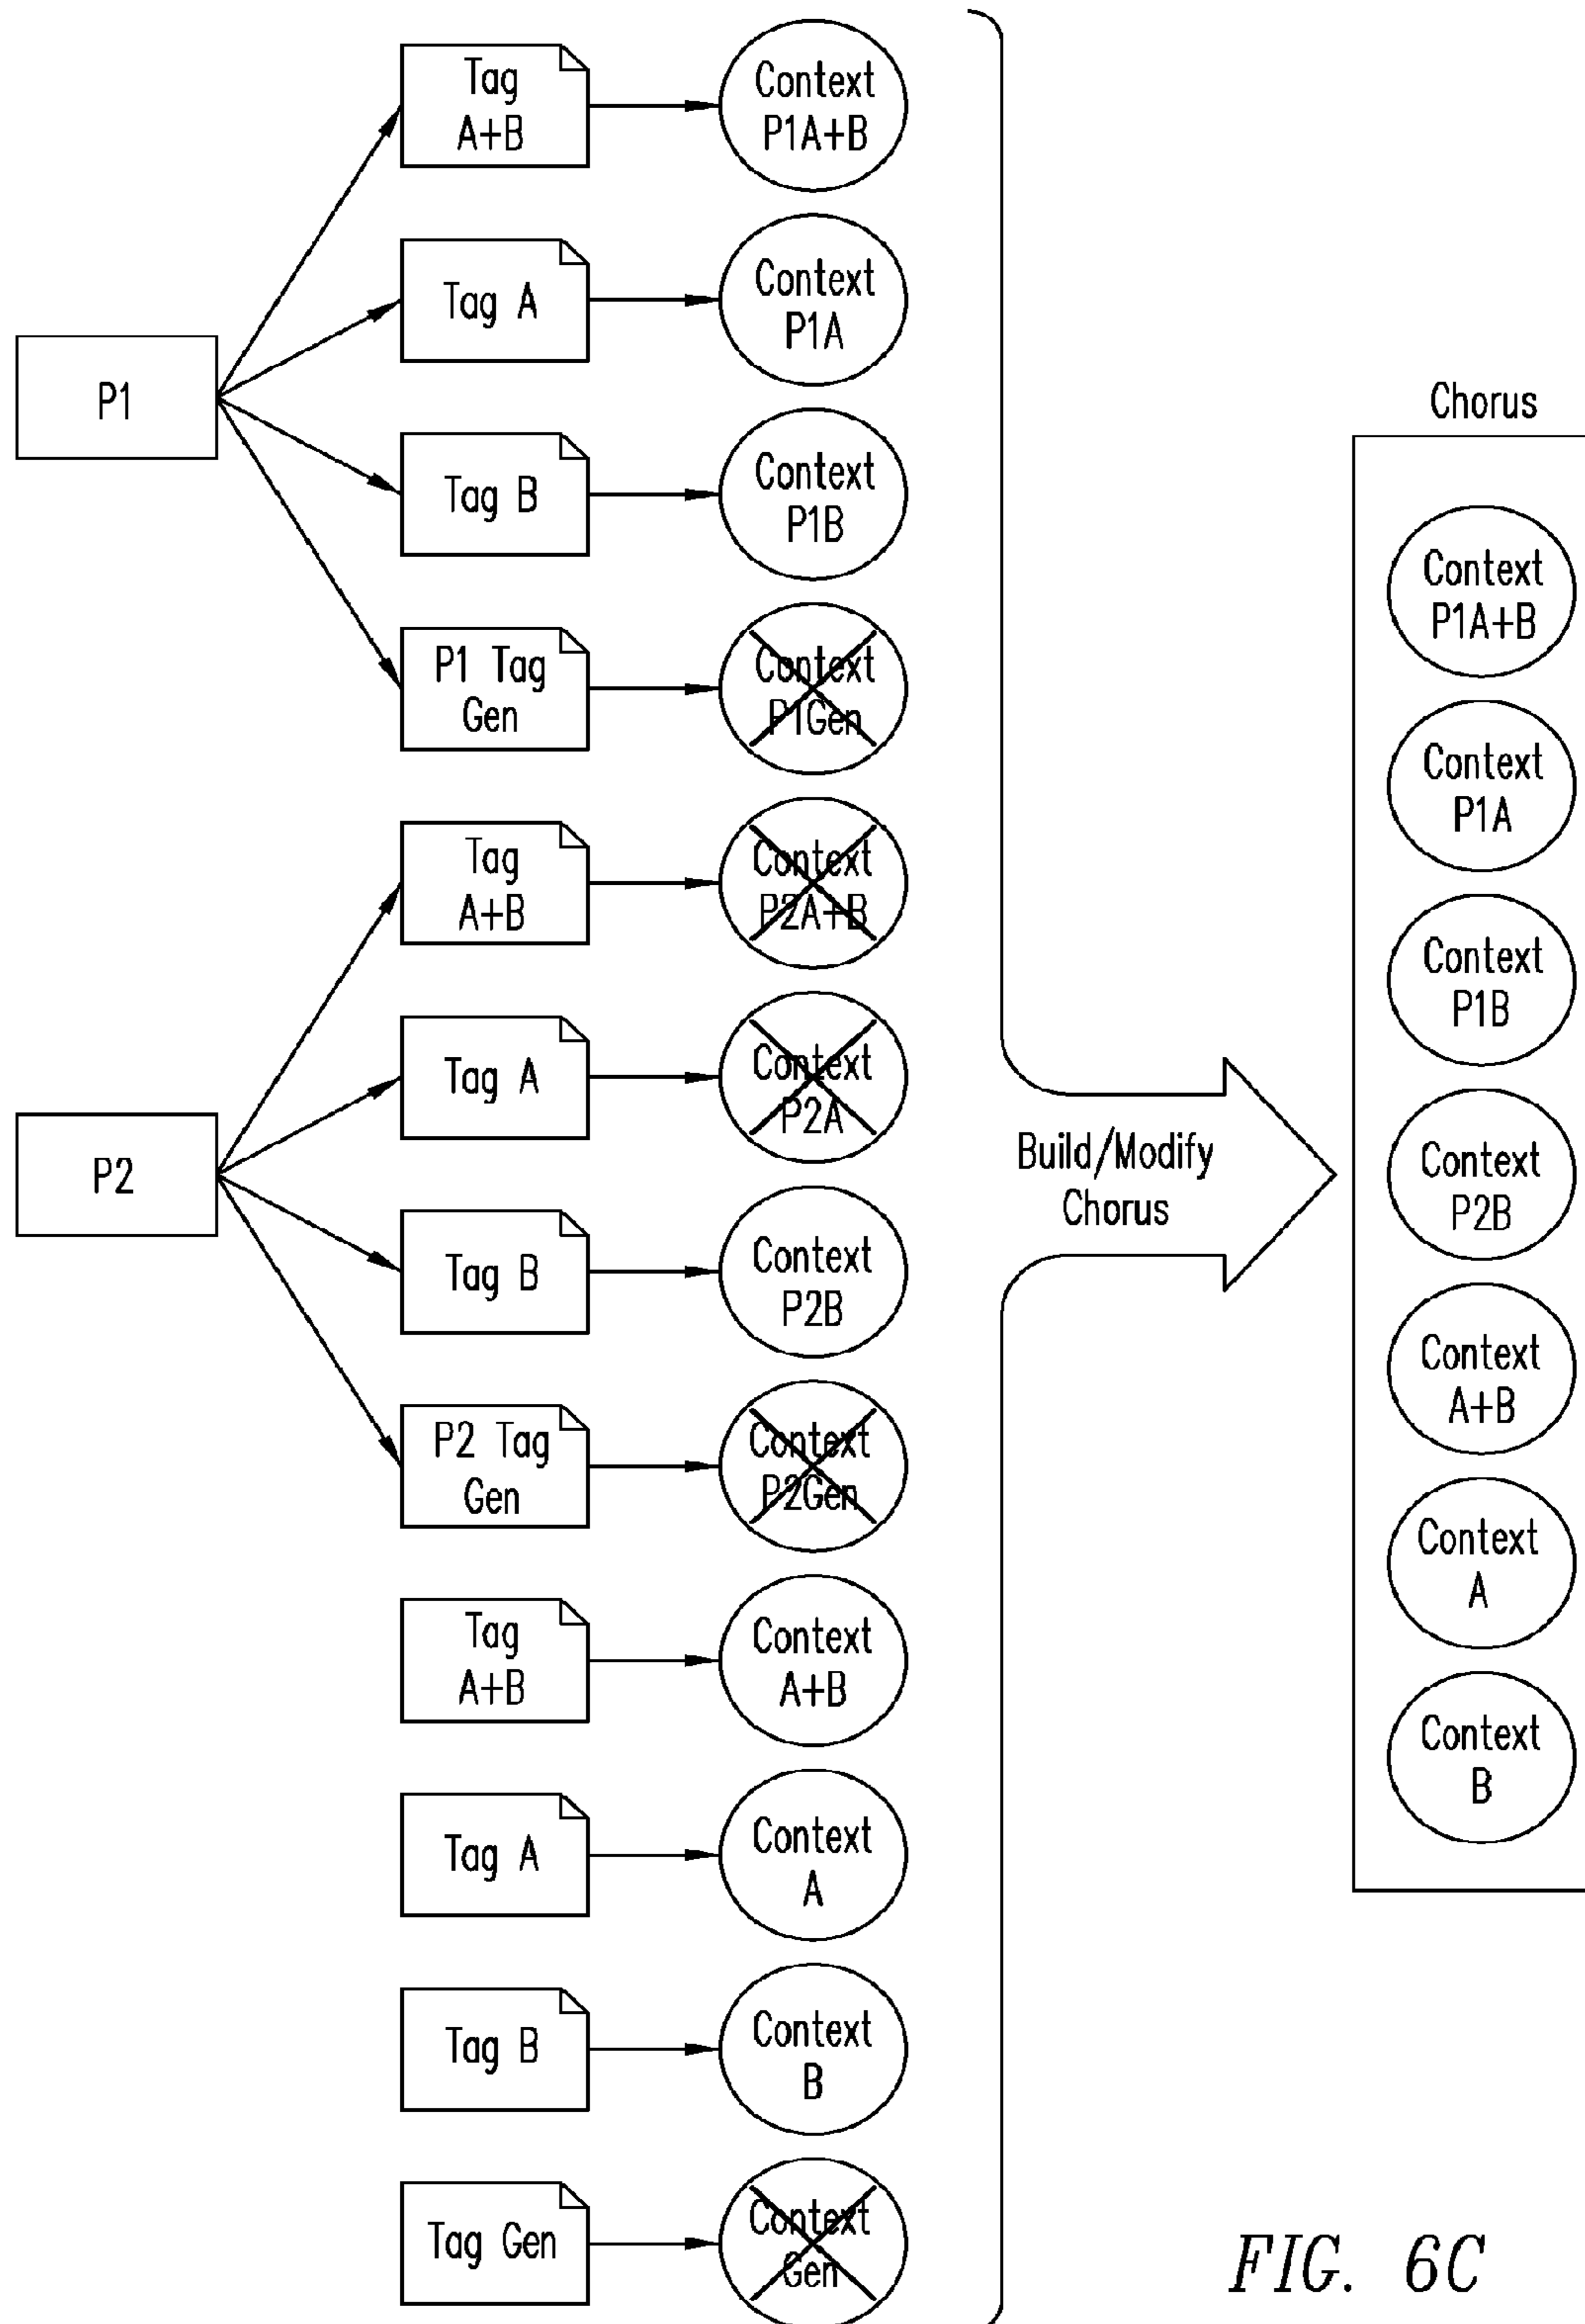 Tag
A+B
Context
P1A+B
Tag A
Context
P1A
P1
Tag B
Context
P1B
P1 Tag
Gen
Context
P1Gen
Tag
A+B
Context
P2A+B
Tag A
Context
P2A
P2
Tag B
Context
P2B
P2 Tag
Gen
Context
P2Gen
Tag
A+B
Context
A+B
Tag A
Context
A
Tag B
Context
B
Tag Gen
Context
Gen
Build/Modify
Chorus
Chorus
Context
P1A+B
Context
P1A
Context
P1B
Context
P2B
Context
A+B
Context
A
Context
B
FIG. 6C